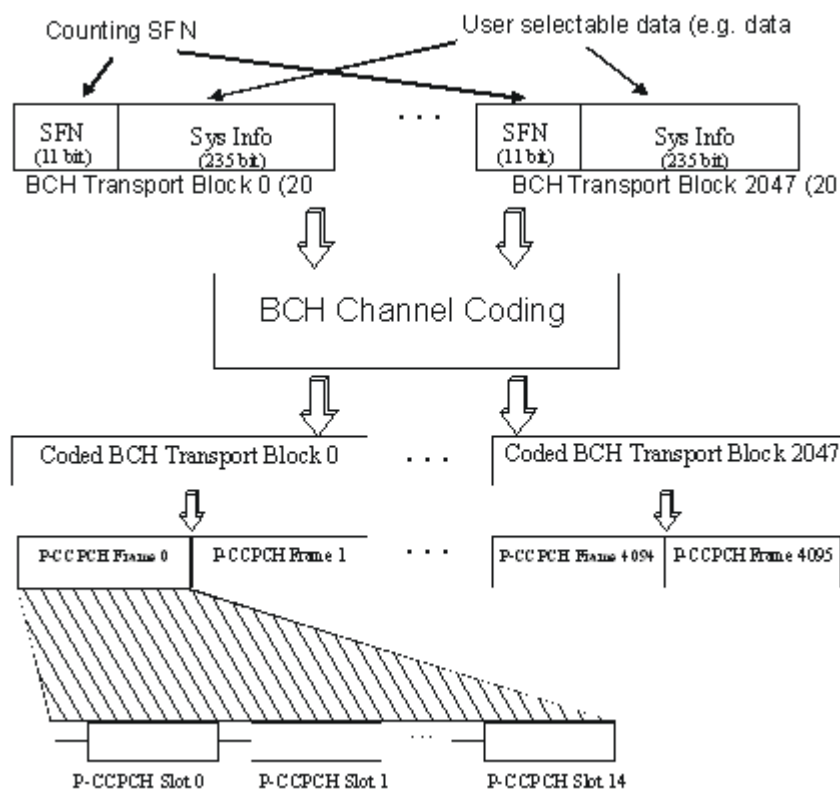 Counting SFN
User selectable data (e.g. data
SFN
(11 bit)
Sys Info
(235 bit)
. . .
SFN
(11 bit)
Sys Info
(235 bit)
BCH Transport Block 0 (20
BCH Transport Block 2047 (20
BCH Channel Coding
Coded BCH Transport Block 0
. . .
Coded BCH Transport Block 2047
P-CCPCH Frame 0
P-CCPCH Frame 1
. . .
P-CCPCH Frame 4094
P-CCPCH Frame 4095
...
P-CCPCH Slot 0
P-CCPCH Slot 1
P-CCPCH Slot 14